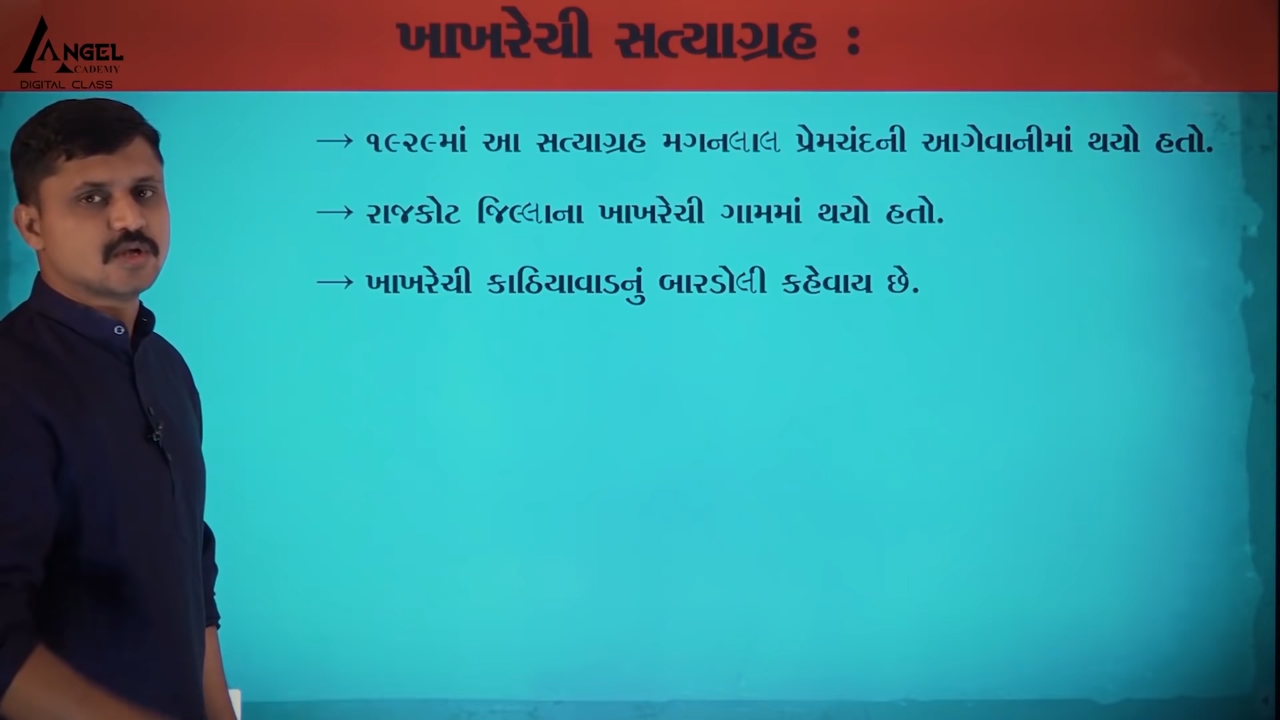 ANGEL
ACADEMY
DIGITAL CLASS
ખાખરેચી સત્યાગ્રહ :
→ ૧૯૨૯માં આ સત્યાગ્રહ મગનલાલ પ્રેમચંદની આગેવાનીમાં થયો હતો.
→ રાજકોટ જિલ્લાના ખાખરેચી ગામમાં થયો હતો.
→ ખાખરેચી કાઠિયાવાડનું બારડોલી કહેવાય છે.